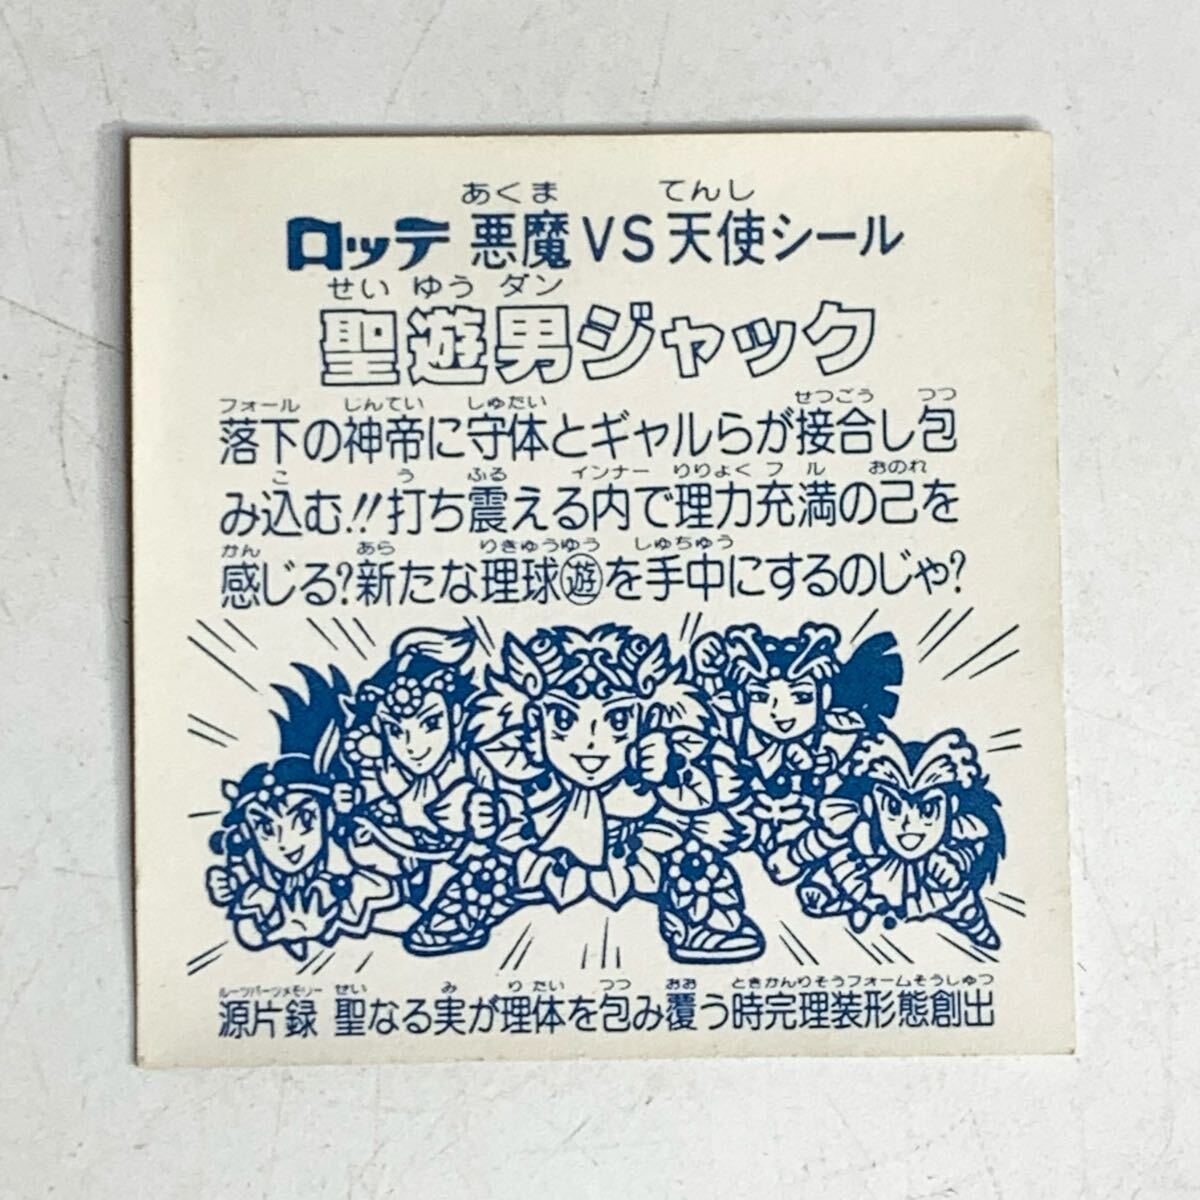 あくま てんし
ロッテ 悪魔VS天使シール
せい ゆう ダン
聖遊男ジャック
フォール じんてい しゅたい せつごう つつ
落下の神帝に守体とギャルらが接合し包
こ う ふる インナー りりょく フル おのれ
み込む!!打ち震える内で理力充満の己を
かん あら りきゅうゆう しゅちゅう
感じる?新たな理球遊を手中にするのじゃ?
ルーツパーツメモリー せい み りたい つつ おお ときかんりそうフォームそうしゅつ
源片録 聖なる実が理体を包み覆う時完理装形態創出